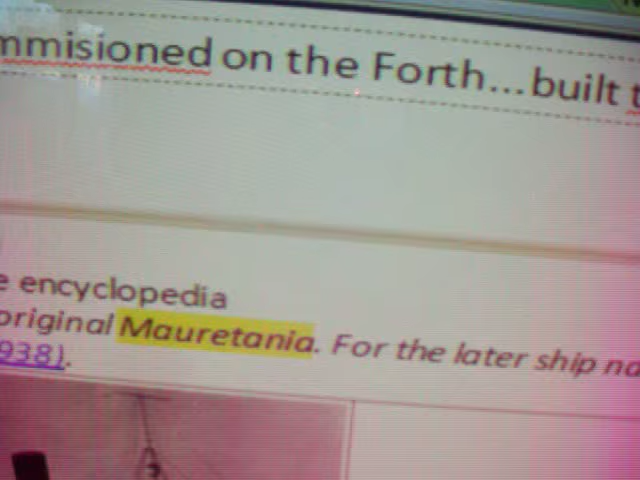 mmisioned on the Forth...built t
e encyclopedia
original Mauretania. For the later ship na
938).